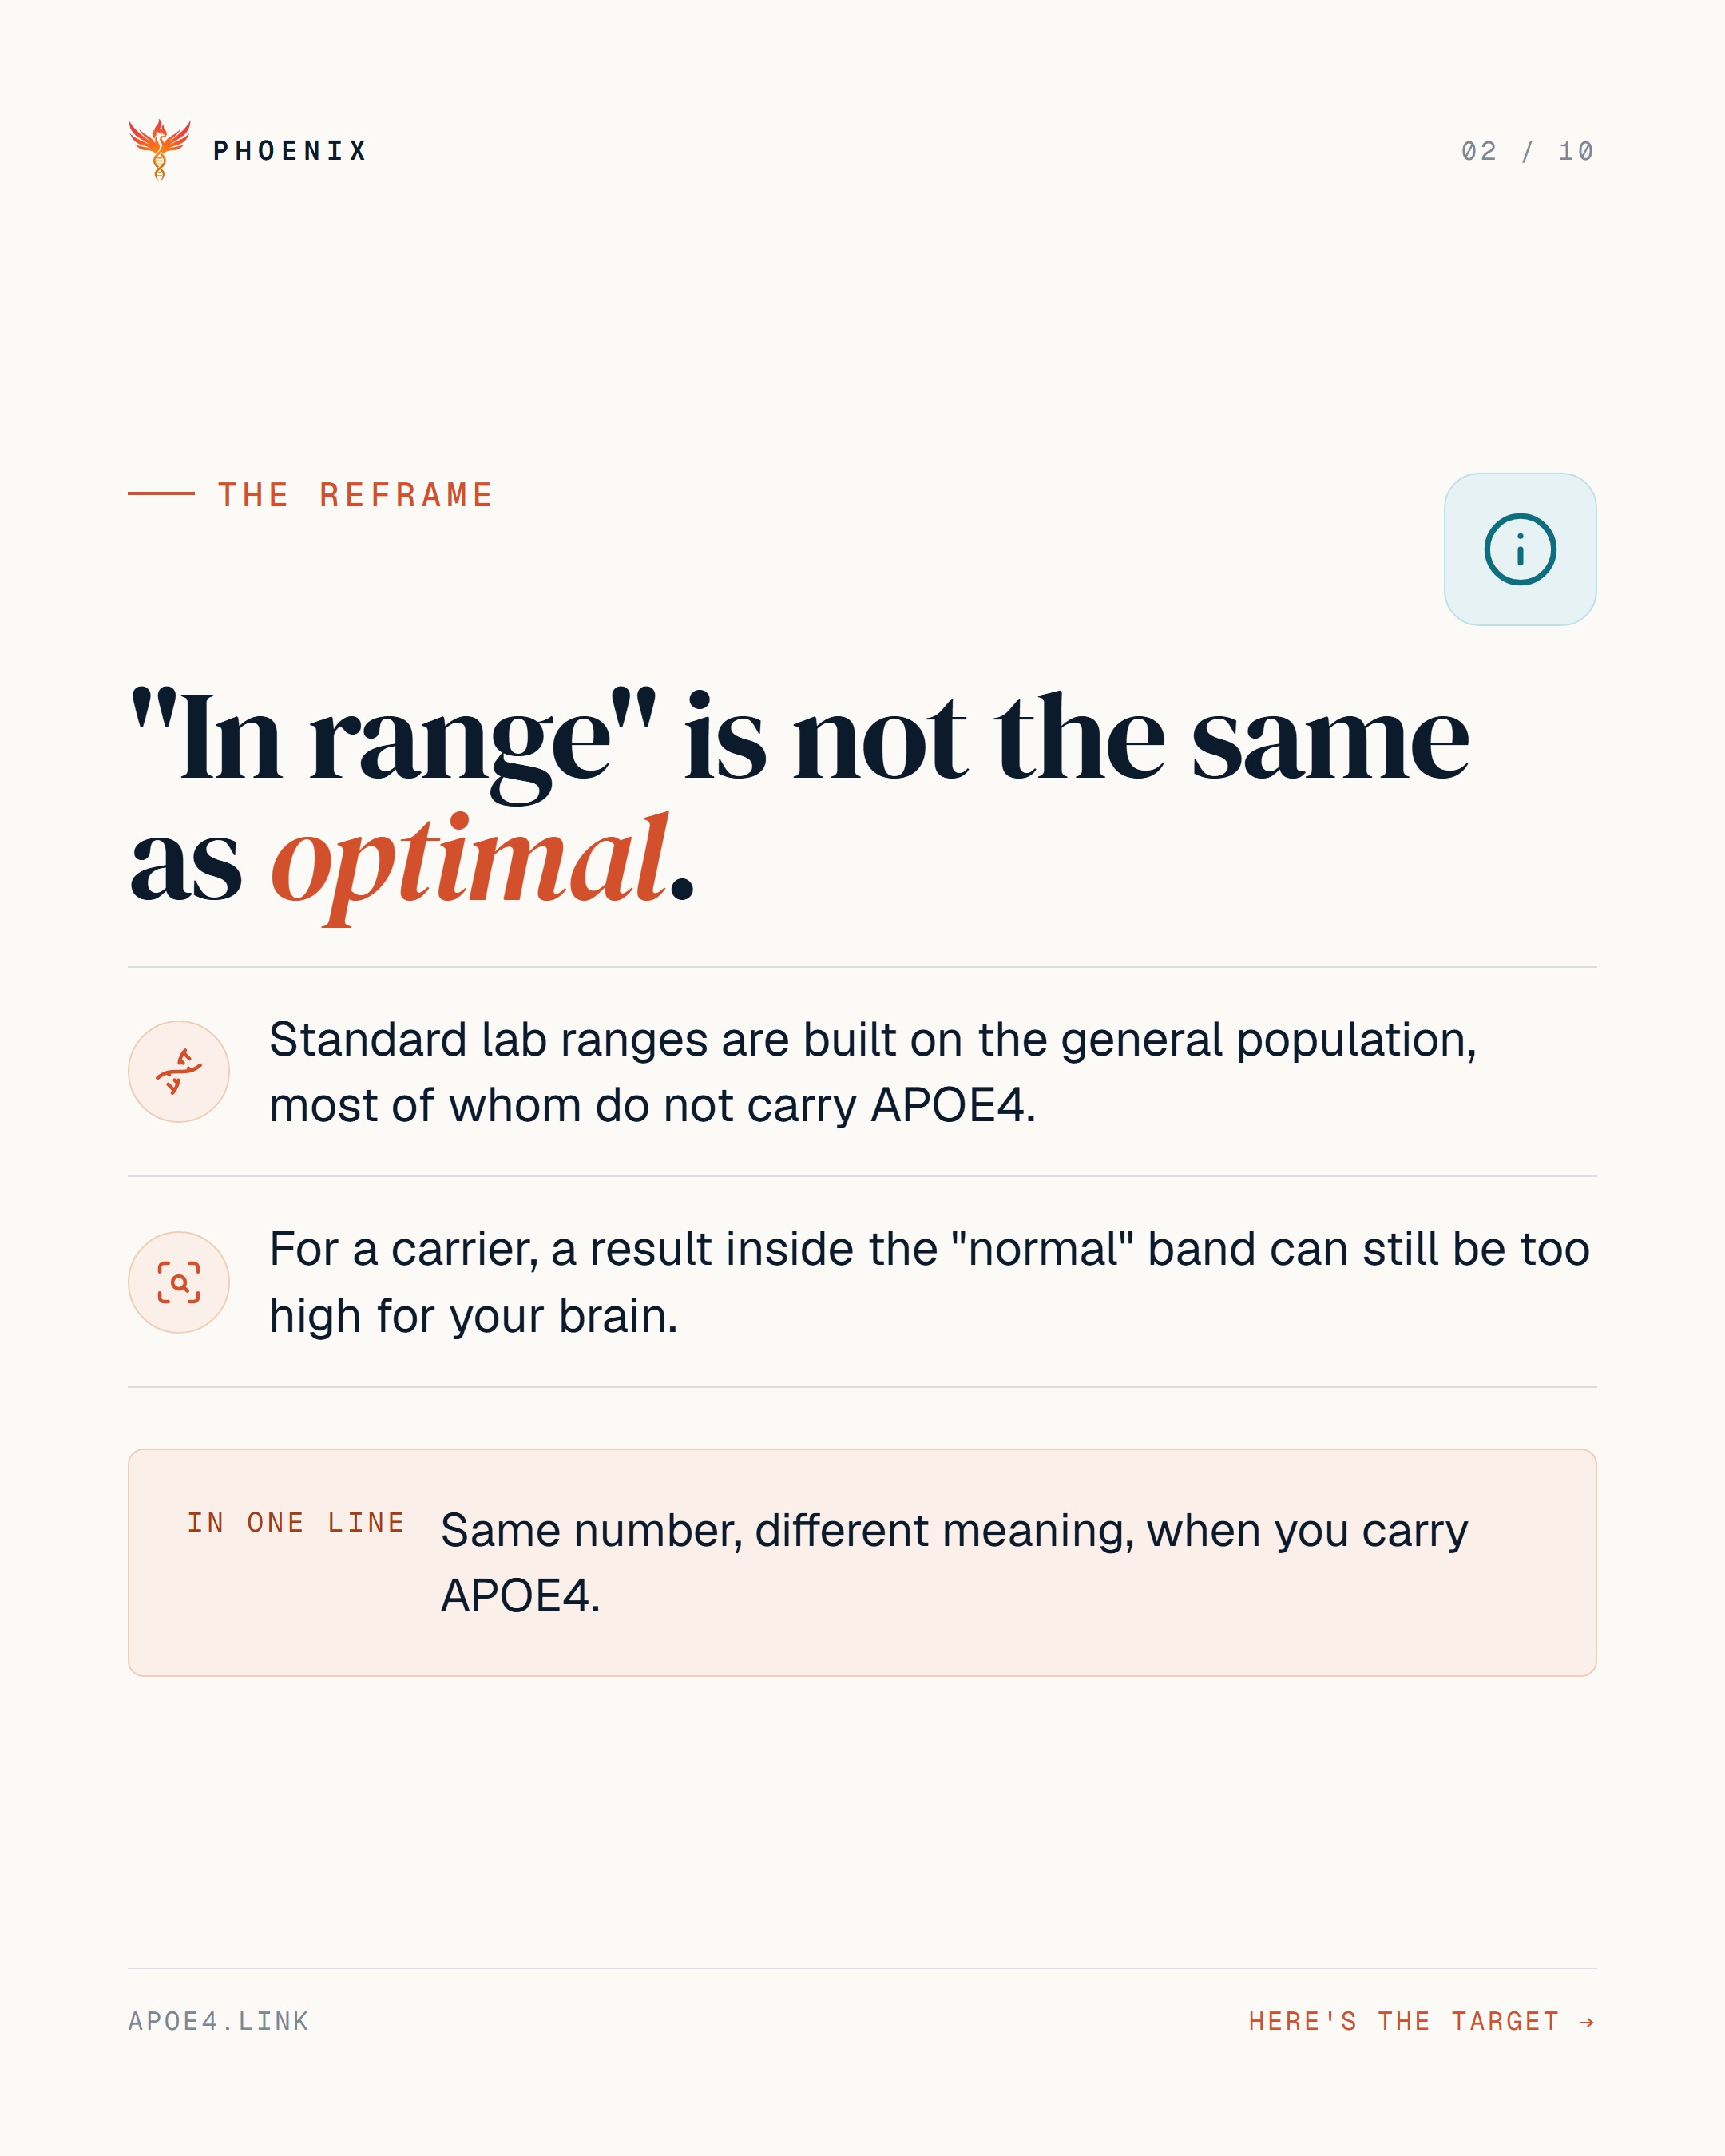 PHOENIX
02 / 10
THE REFRAME
"In range" is not the same
as optimal.
Standard lab ranges are built on the general population,
most of whom do not carry APOE4.
For a carrier, a result inside the "normal" band can still be too
high for your brain.
IN ONE LINE
Same number, different meaning, when you carry
APOE4.
APOE4.LINK
HERE'S THE TARGET →